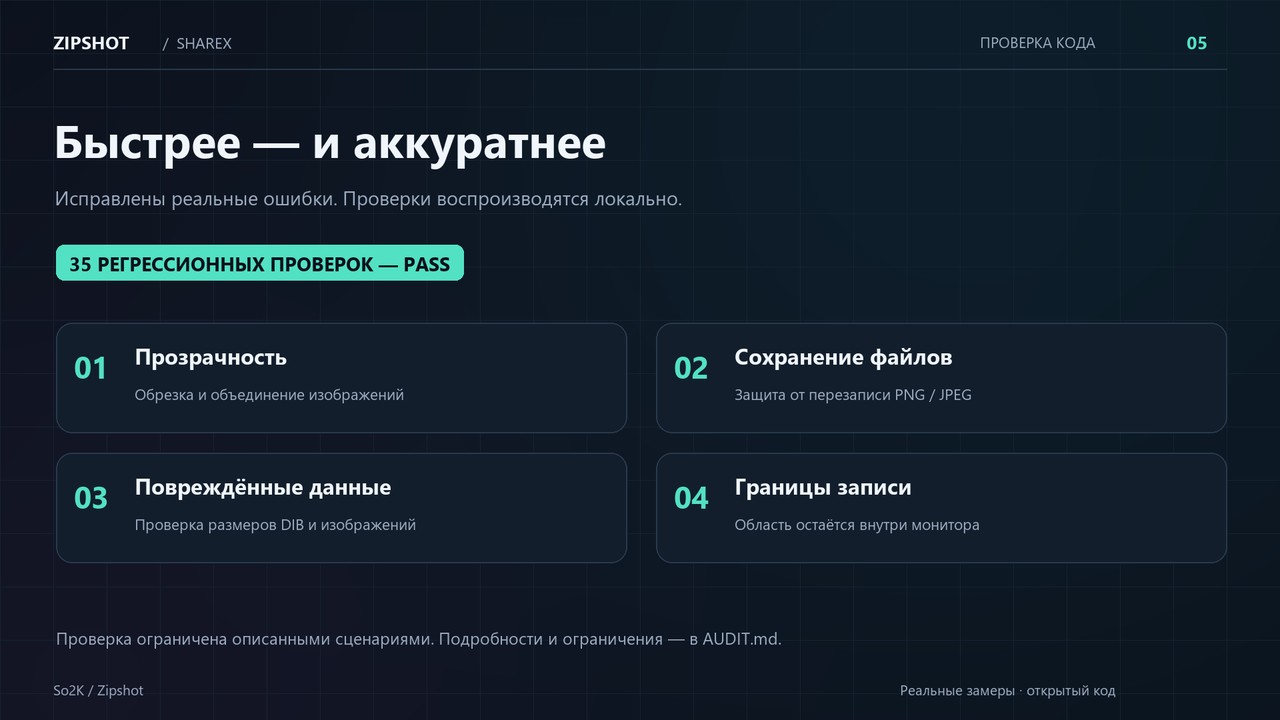 ZIPSHOT / SHAREX ПРОВЕРКА КОДА 05
Быстрее — и аккуратнее
Исправлены реальные ошибки. Проверки воспроизводятся локально.
35 РЕГРЕССИОННЫХ ПРОВЕРОК — PASS
01 Прозрачность
Обрезка и объединение изображений
02 Сохранение файлов
Защита от перезаписи PNG / JPEG
03 Повреждённые данные
Проверка размеров DIB и изображений
04 Границы записи
Область остаётся внутри монитора
Проверка ограничена описанными сценариями. Подробности и ограничения — в AUDIT.md.
So2K / Zipshot Реальные замеры · открытый код